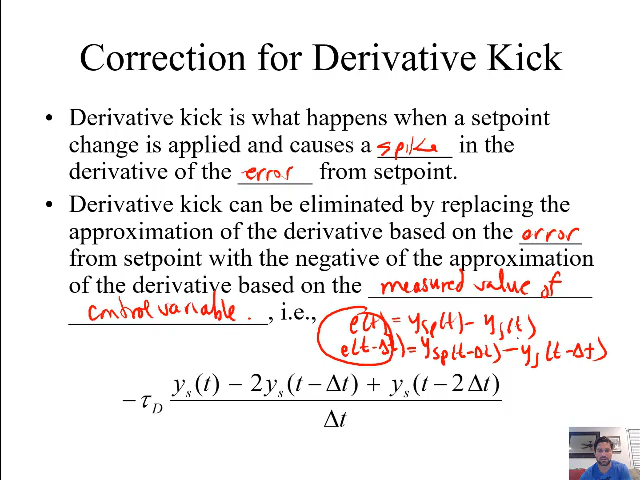 Correction for Derivative Kick
• Derivative kick is what happens when a setpoint
change is applied and causes a spike in the
derivative of the error from setpoint.
• Derivative kick can be eliminated by replacing the
approximation of the derivative based on the error
from setpoint with the negative of the approximation
of the derivative based on the measured value of
control variable. , i.e.,
e(t) = ysp(t) - ys(t)
e(t-Δt) = ysp(t-Δt) - ys(t-Δt)
-τD (ys(t) - 2ys(t-Δt) + ys(t-2Δt)) / Δt